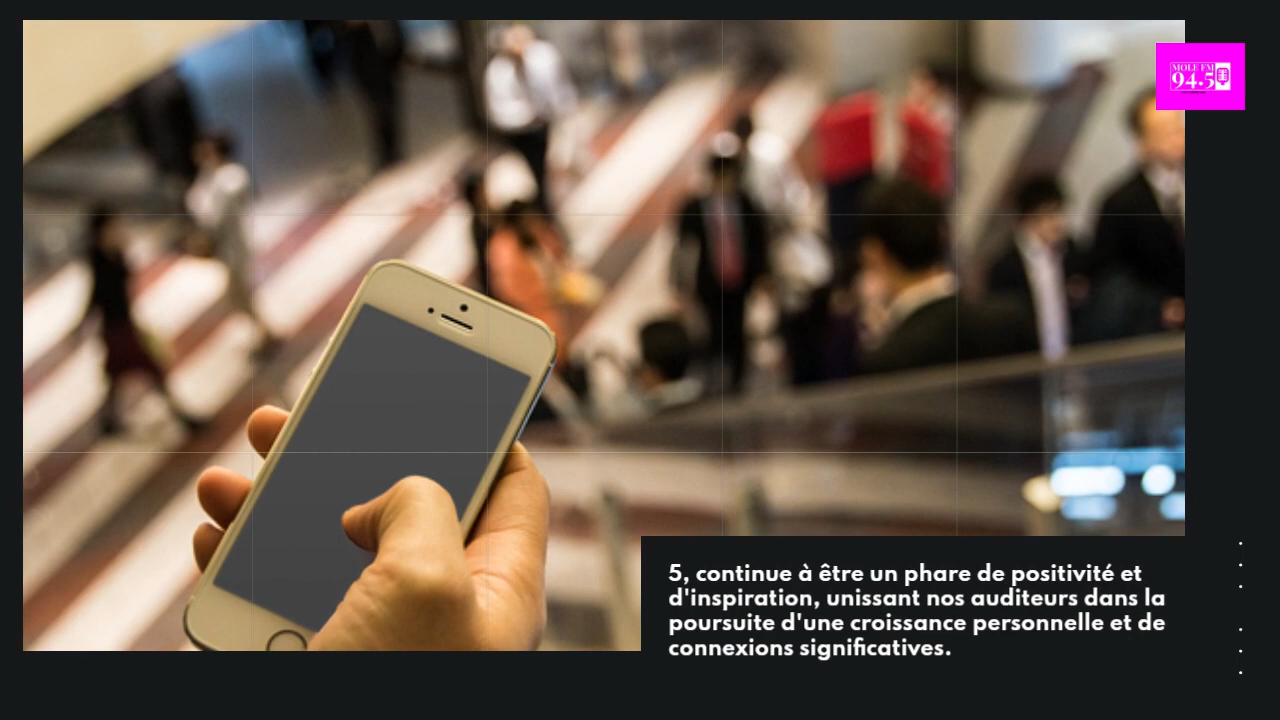 MOLE FM
94.5
5, continue à être un phare de positivité et
d'inspiration, unissant nos auditeurs dans la
poursuite d'une croissance personnelle et de
connexions significatives.